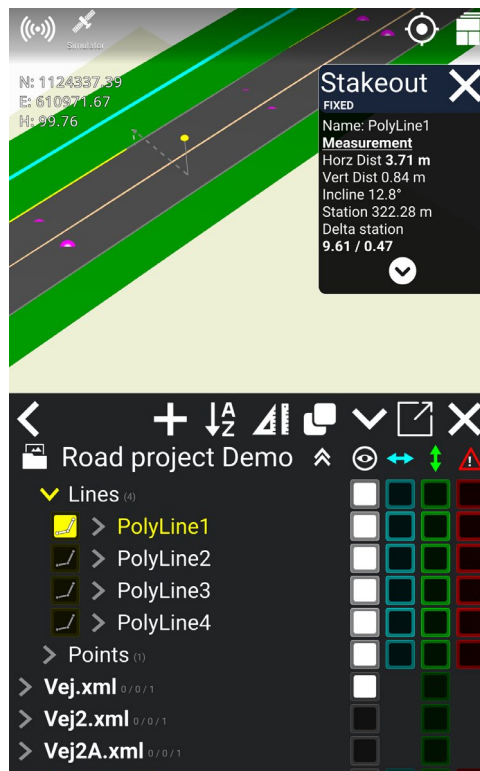 Simulator
N: 1124337.39
E: 610971.67
H: 99.76
Stakeout
FIXED
Name: PolyLine1
Measurement
Horz Dist 3.71 m
Vert Dist 0.84 m
Incline 12.8°
Station 322.28 m
Delta station
9.61 / 0.47
A
Z
Road project Demo
Lines (4)
PolyLine1
PolyLine2
PolyLine3
PolyLine4
Points (1)
Vej.xml 0/0/1
Vej2.xml 0/0/1
Vej2A.xml 0/0/1